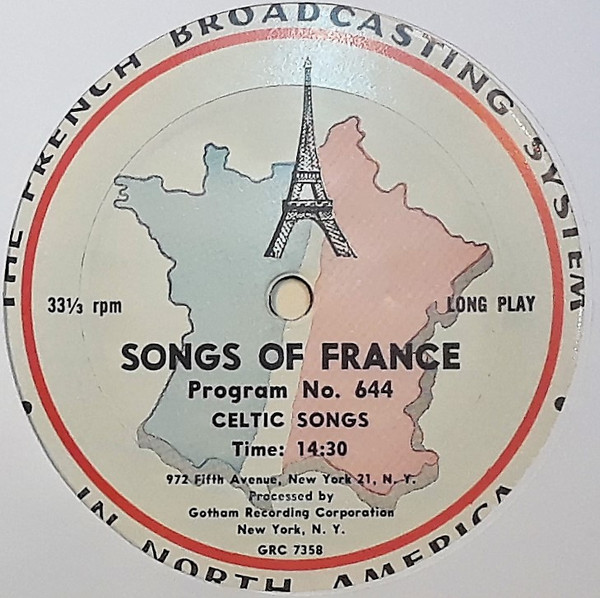 THE FRENCH BROADCASTING SYSTEM
33⅓ rpm
LONG PLAY
SONGS OF FRANCE
Program No. 644
CELTIC SONGS
Time: 14:30
972 Fifth Avenue, New York 21, N. Y.
Processed by
Gotham Recording Corporation
New York, N. Y.
GRC 7358
IN NORTH AMERICA